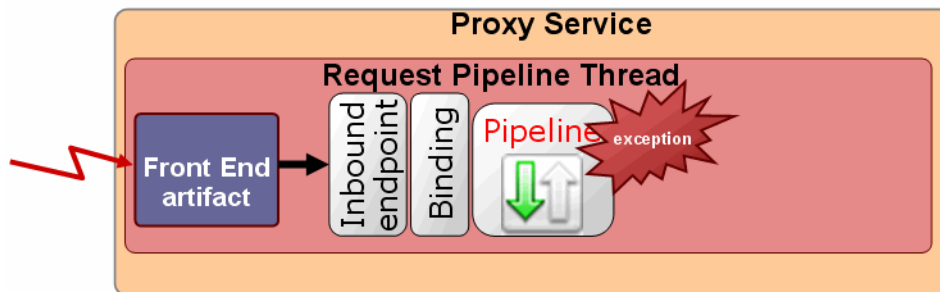 Proxy Service
Request Pipeline Thread
Front End
artifact
Inbound
endpoint
Binding
Pipeline
exception